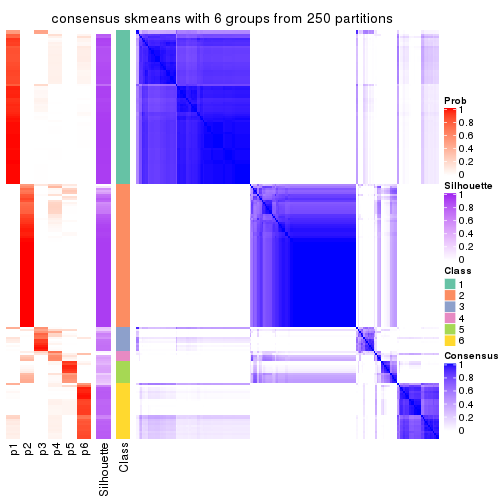 consensus skmeans with 6 groups from 250 partitions
Prob
1
0.8
0.6
0.4
0.2
0
Silhouette
1
0.8
0.6
0.4
0.2
0
Class
1
2
3
4
5
6
Consensus
1
0.8
0.6
0.4
0.2
0
p1
p2
p3
p4
p5
p6
Silhouette
Class